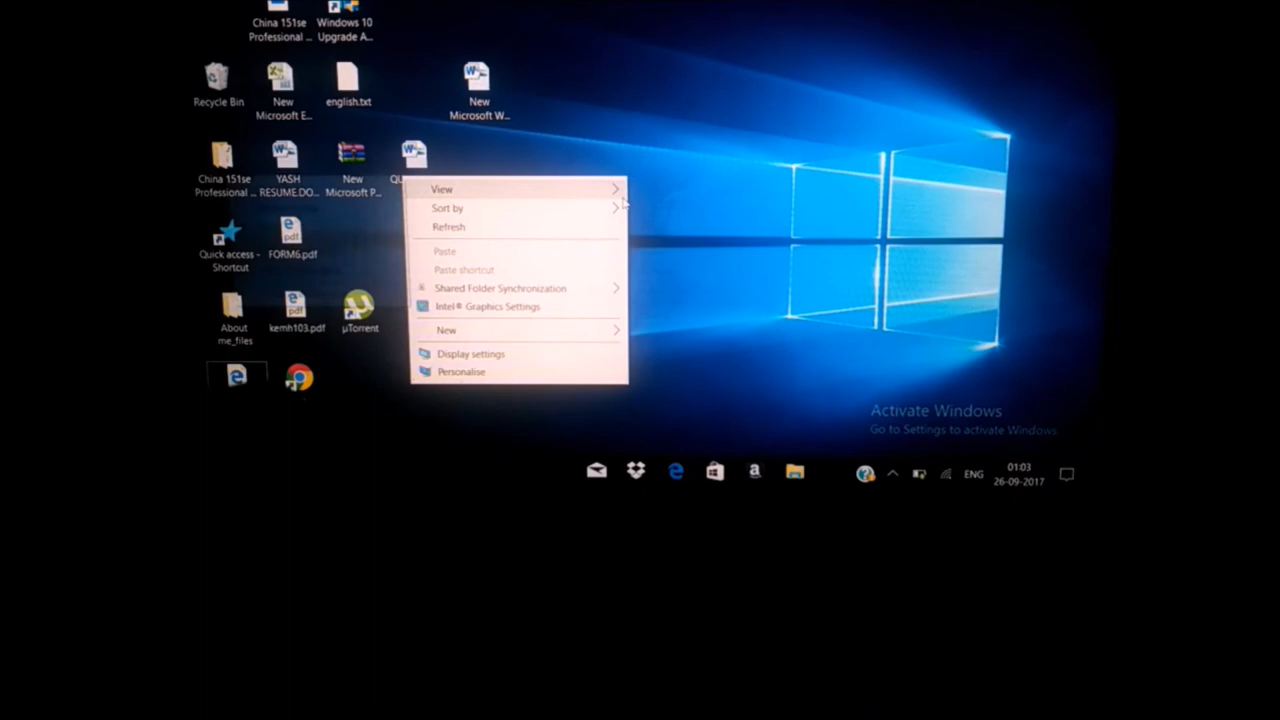 China 151se
Professional ...
Windows 10
Upgrade A...
Recycle Bin
New
Microsoft E...
english.txt
New
Microsoft W...
China 151se
Professional ...
YASH
RESUME.DO...
New
Microsoft P...
View
Sort by
Refresh
Paste
Paste shortcut
Shared Folder Synchronization
Intel® Graphics Settings
New
Display settings
Personalise
Quick access -
Shortcut
pdf
FORM6.pdf
About
me_files
pdf
kemh103.pdf
µTorrent
Activate Windows
Go to Settings to activate Windows.
ENG
01:03
26-09-2017